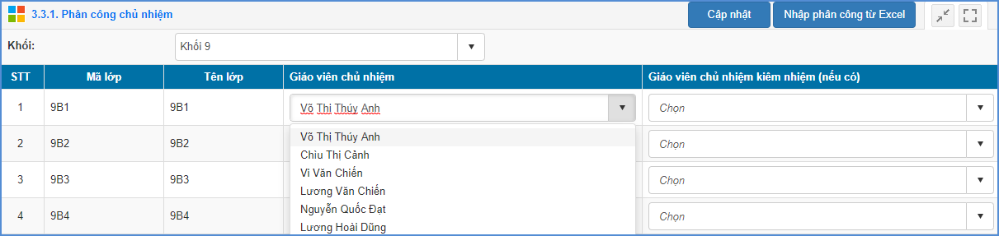 3.3.1. Phân công chủ nhiệm
Cập nhật
Nhập phân công từ Excel
Khối:
Khối 9
STT Mã lớp Tên lớp Giáo viên chủ nhiệm Giáo viên chủ nhiệm kiêm nhiệm (nếu có)
1 9B1 9B1 Võ Thị Thúy Anh Chọn
Võ Thị Thúy Anh
2 9B2 9B2 Chọn
Chìu Thị Cảnh
Vi Văn Chiến
3 9B3 9B3 Chọn
Lương Văn Chiến
Nguyễn Quốc Đạt
4 9B4 9B4 Chọn
Lương Hoài Dũng